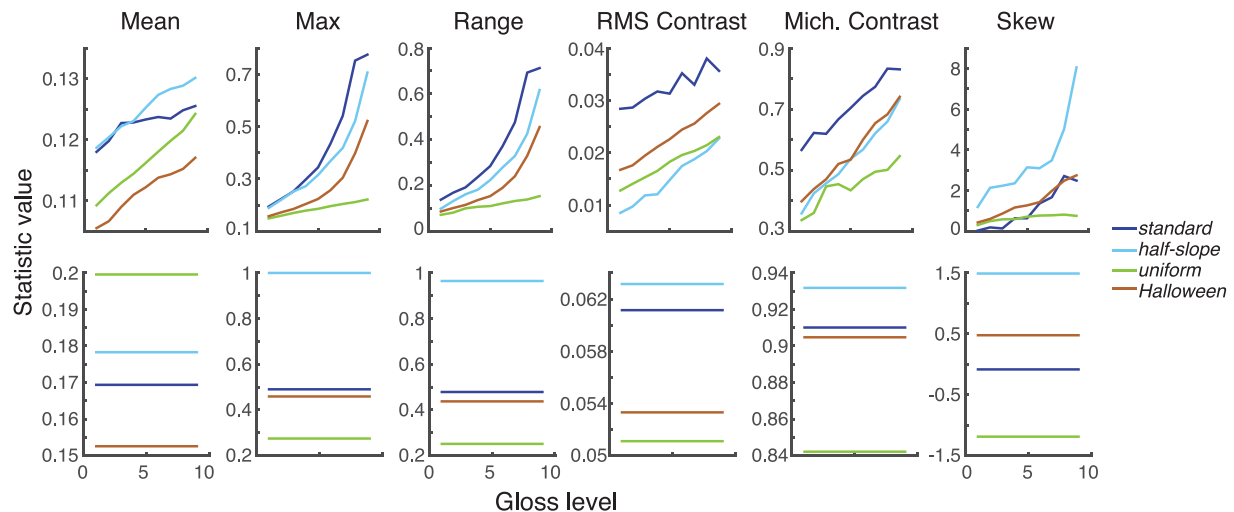 Mean Max Range RMS Contrast Mich. Contrast Skew
0.13 0.7 0.8 0.04 0.9 8
0.12 0.5 0.6 0.03 0.7 6
0.4 0.02 4
0.11 0.3 0.2 0.01 0.5 2
0.1 0 0.3 0
Statistic value
standard
half-slope
uniform
Halloween
0.2 1 1 0.062 0.94 1.5
0.19 0.8 0.8 0.92
0.18 0.058 0.9 0.5
0.17 0.6 0.6 0.88
0.16 0.4 0.4 0.054 0.86 -0.5
0.15 0.2 0.2 0.05 0.84 -1.5
0 5 10 0 5 10
Gloss level